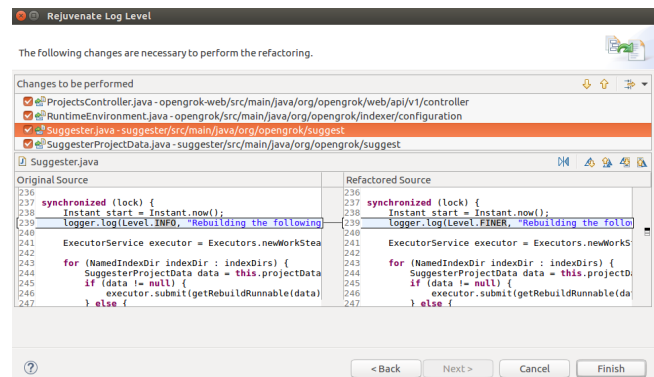 Rejuvenate Log Level
The following changes are necessary to perform the refactoring.
Changes to be performed
ProjectsController.java - opengrok-web/src/main/java/org/opengrok/web/api/v1/controller
RuntimeEnvironment.java - opengrok/src/main/java/org/opengrok/indexer/configuration
Suggester.java - suggester/src/main/java/org/opengrok/suggest
SuggesterProjectData.java - suggester/src/main/java/org/opengrok/suggest
Suggester.java
Original Source
236
237 synchronized (lock) {
238 Instant start = Instant.now();
239 logger.log(Level.INFO, "Rebuilding the following
240
241 ExecutorService executor = Executors.newWorkStea
242
243 for (NamedIndexDir indexDir : indexDirs) {
244 SuggesterProjectData data = this.projectData
245 if (data != null) {
246 executor.submit(getRebuildRunnable(data)
247 } else {
Refactored Source
236
237 synchronized (lock) {
238 Instant start = Instant.now();
239 logger.log(Level.FINER, "Rebuilding the follow
240
241 ExecutorService executor = Executors.newWorkS
242
243 for (NamedIndexDir indexDir : indexDirs) {
244 SuggesterProjectData data = this.projectDa
245 if (data != null) {
246 executor.submit(getRebuildRunnable(dat
247 } else {
? < Back Next > Cancel Finish